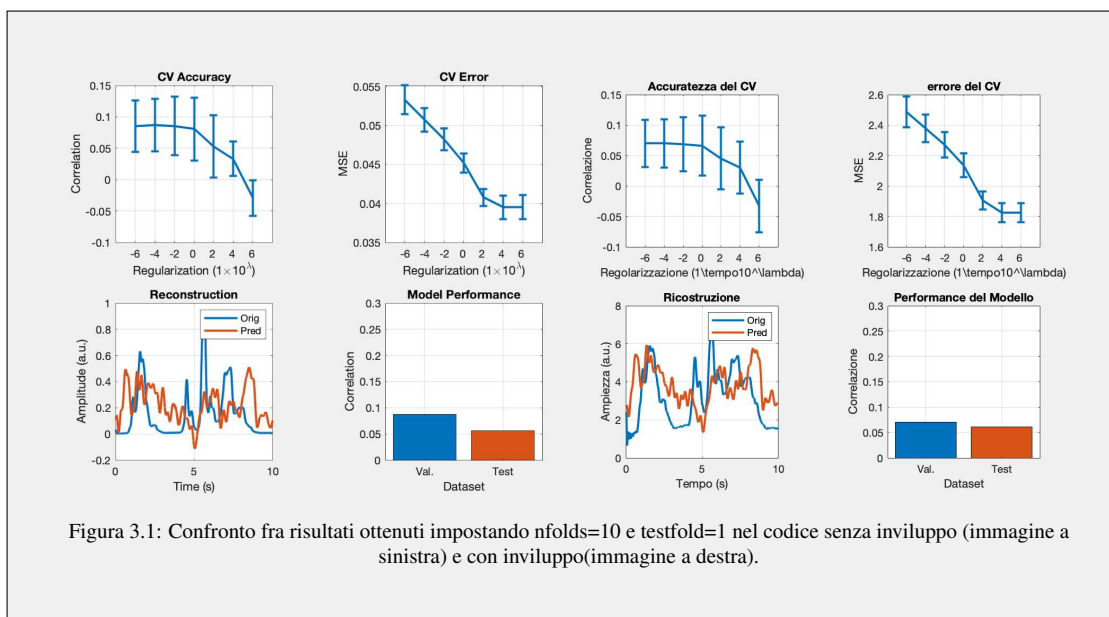 CV Accuracy
0.15
0.1
0.05
0
-0.05
-0.1
Correlation
-6 -4 -2 0 2 4 6
Regularization (1×10^λ)
CV Error
0.055
0.05
0.045
0.04
0.035
MSE
-6 -4 -2 0 2 4 6
Regularization (1×10^λ)
Accuratezza del CV
0.15
0.1
0.05
0
-0.05
-0.1
Correlazione
-6 -4 -2 0 2 4 6
Regolarizzazione (1\tempo10^\lambda)
errore del CV
2.6
2.4
2.2
2
1.8
1.6
MSE
-6 -4 -2 0 2 4 6
Regolarizzazione (1\tempo10^\lambda)
Reconstruction
1
0.8
0.6
0.4
0.2
0
-0.2
Amplitude (a.u.)
Orig
Pred
0 5 10
Time (s)
Model Performance
0.3
0.25
0.2
0.15
0.1
0.05
0
Correlation
Val. Test
Dataset
Ricostruzione
8
6
4
2
0
Ampiezza (a.u.)
Orig
Pred
0 5 10
Tempo (s)
Performance del Modello
0.3
0.25
0.2
0.15
0.1
0.05
0
Correlazione
Val. Test
Dataset
Figura 3.1: Confronto fra risultati ottenuti impostando nfolds=10 e testfold=1 nel codice senza inviluppo (immagine a
sinistra) e con inviluppo(immagine a destra).